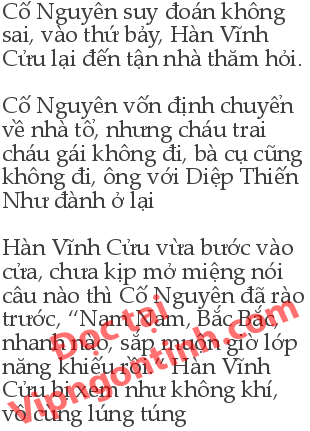 Cố Nguyên suy đoán không
sai, vào thứ bảy, Hàn Vĩnh
Cửu lại đến tận nhà thăm hỏi.
Cố Nguyên vốn định chuyển
về nhà tổ, nhưng cháu trai
cháu gái không đi, bà cụ cũng
không đi, ông với Diệp Thiến
Như đành ở lại
Hàn Vĩnh Cửu vừa bước vào
cửa, chưa kịp mở miệng nói
câu nào thì Cố Nguyên đã rào
trước, “Nam Nam, Bắc Bắc,
nhanh nào, sắp muộn giờ lớp
năng khiếu rồi.” Hàn Vĩnh
Cửu bị xem như không khí,
vô cùng lúng túng
Đọc tại
Vipngontinh.com